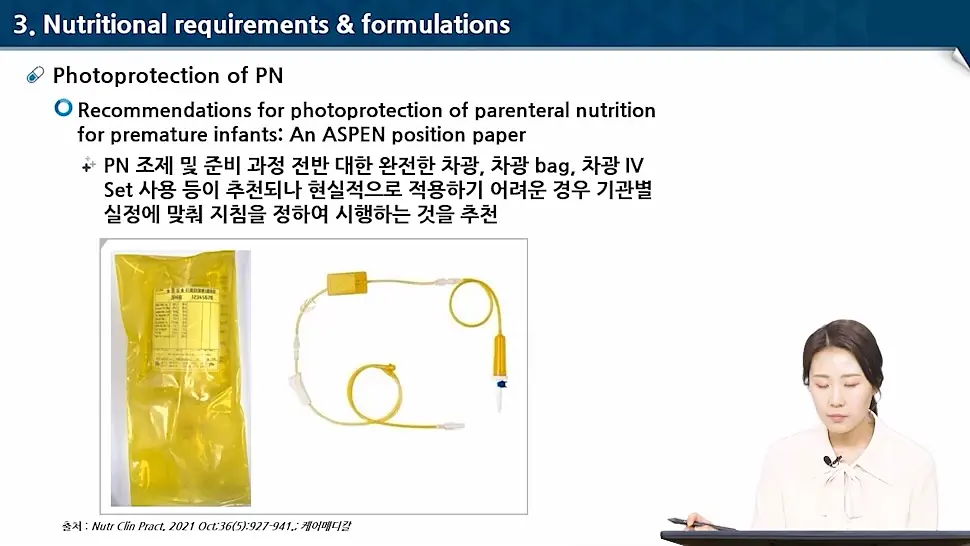 3. Nutritional requirements & formulations
Photoprotection of PN
Recommendations for photoprotection of parenteral nutrition
for premature infants: An ASPEN position paper
PN 조제 및 준비 과정 전반 대한 완전한 차광, 차광 bag, 차광 IV
Set 사용 등이 추천되나 현실적으로 적용하기 어려운 경우 기관별
실정에 맞춰 지침을 정하여 시행하는 것을 추천
출처 : Nutr Clin Pract. 2021 Oct;36(5):927-941.; 케어메디칼